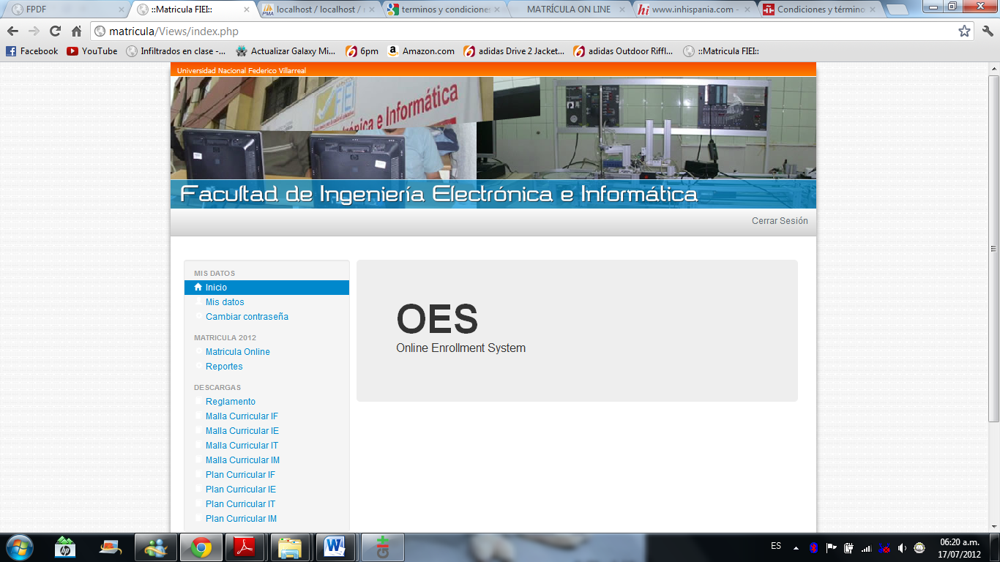 FPDF
::Matricula FIEI::
localhost / localhost / 
terminos y condicione
MATRÍCULA ON LINE
www.inhispania.com -
Condiciones y término
matricula/Views/index.php
Facebook
YouTube
Infiltrados en clase -...
Actualizar Galaxy Mi...
6pm
Amazon.com
adidas Drive 2 Jacket...
adidas Outdoor Riffl...
::Matricula FIEI::
Universidad Nacional Federico Villarreal
FIEI
trónica e Informática
Facultad de Ingeniería Electrónica e Informática
Cerrar Sesión
MIS DATOS
Inicio
Mis datos
Cambiar contraseña
MATRICULA 2012
Matricula Online
Reportes
DESCARGAS
Reglamento
Malla Curricular IF
Malla Curricular IE
Malla Curricular IT
Malla Curricular IM
Plan Curricular IF
Plan Curricular IE
Plan Curricular IT
Plan Curricular IM
OES
Online Enrollment System
ES
06:20 a.m.
17/07/2012